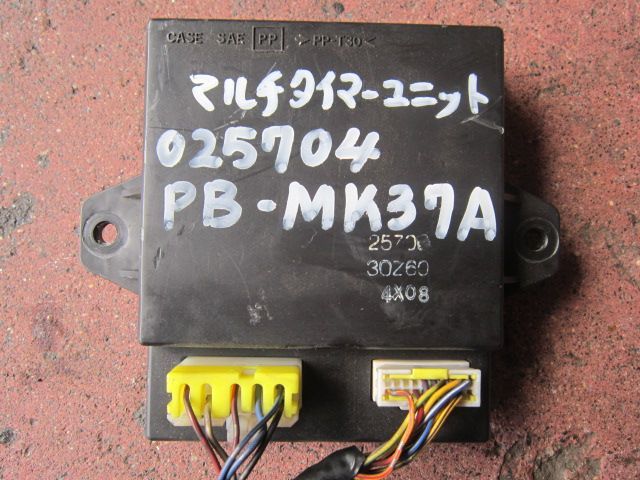 CASE SAE PP >PP-T30<
マルチタイマーユニット
025704
PB-MK37A
30Z60
4X08